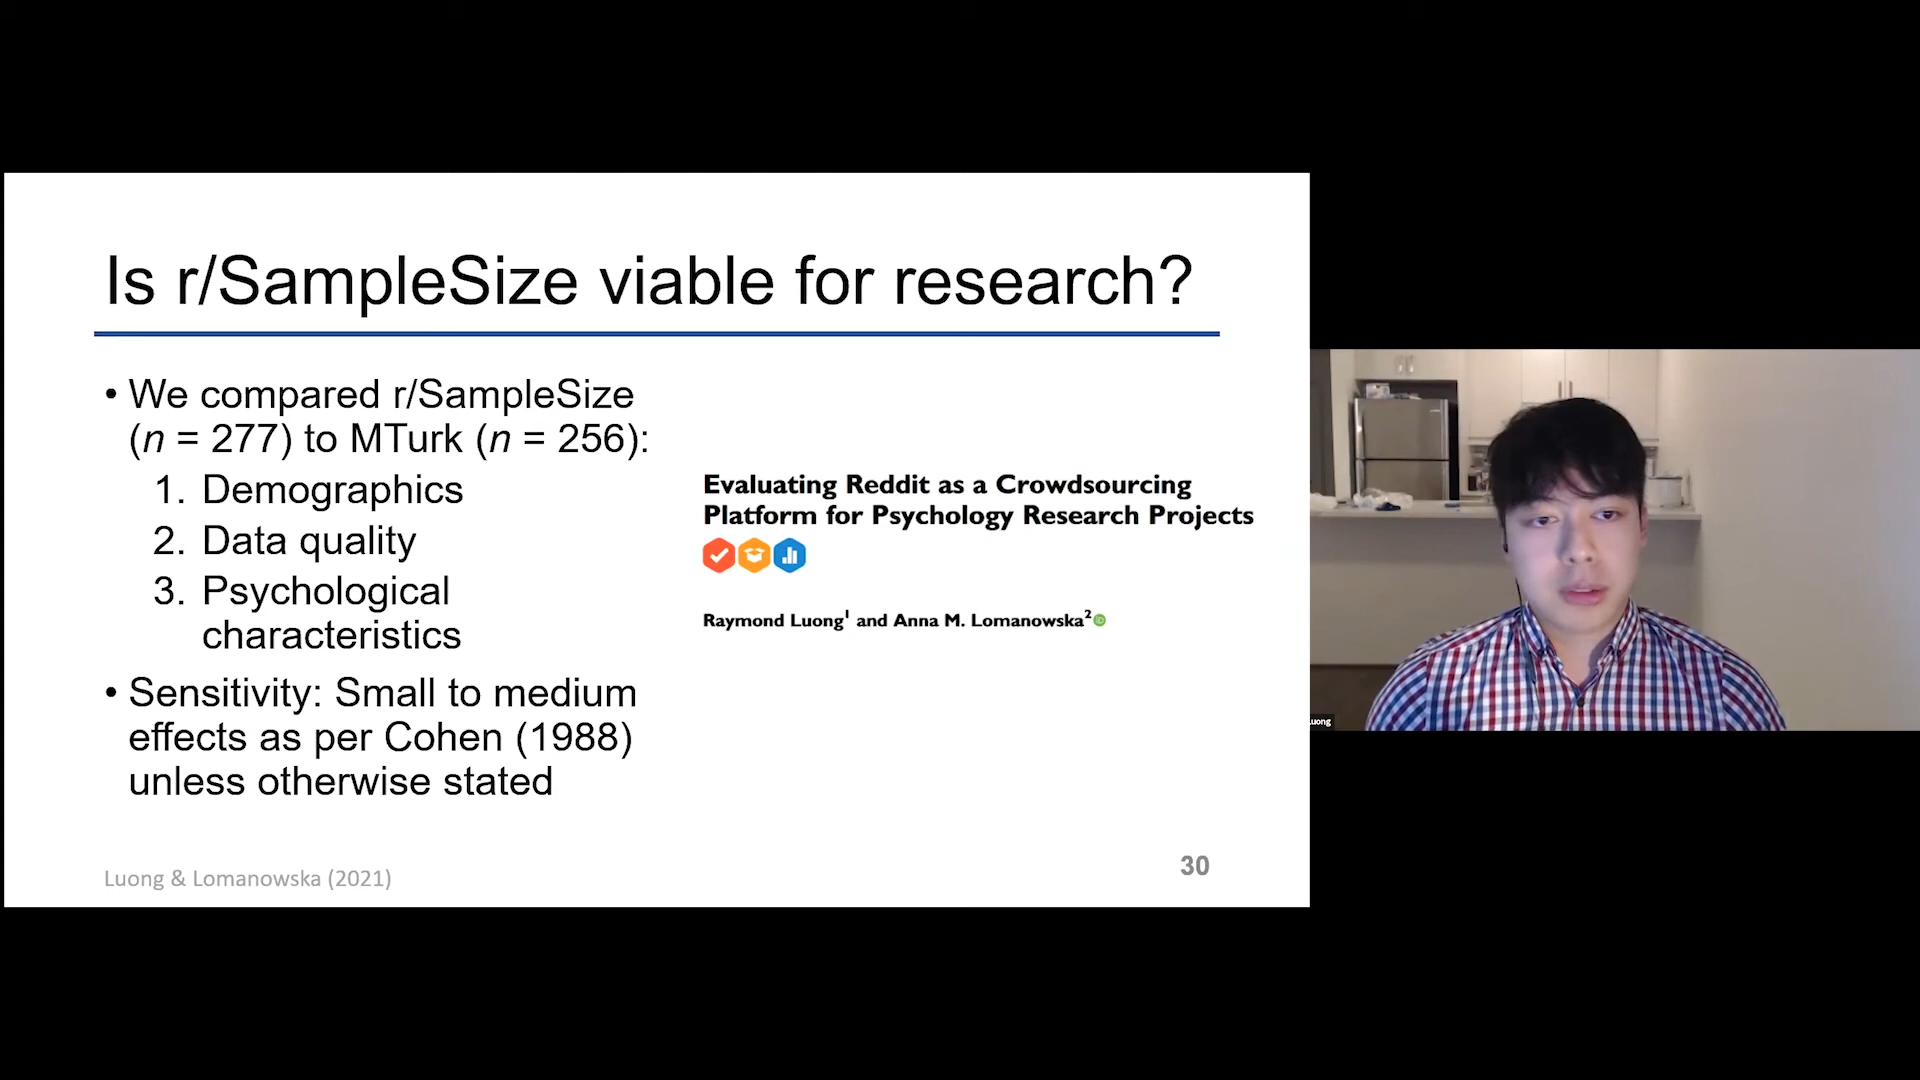 Is r/SampleSize viable for research?
• We compared r/SampleSize
(n = 277) to MTurk (n = 256):
1. Demographics
2. Data quality
3. Psychological
characteristics
• Sensitivity: Small to medium
effects as per Cohen (1988)
unless otherwise stated
Evaluating Reddit as a Crowdsourcing
Platform for Psychology Research Projects
Raymond Luong¹ and Anna M. Lomanowska²
iD
Luong & Lomanowska (2021)
30
Luong